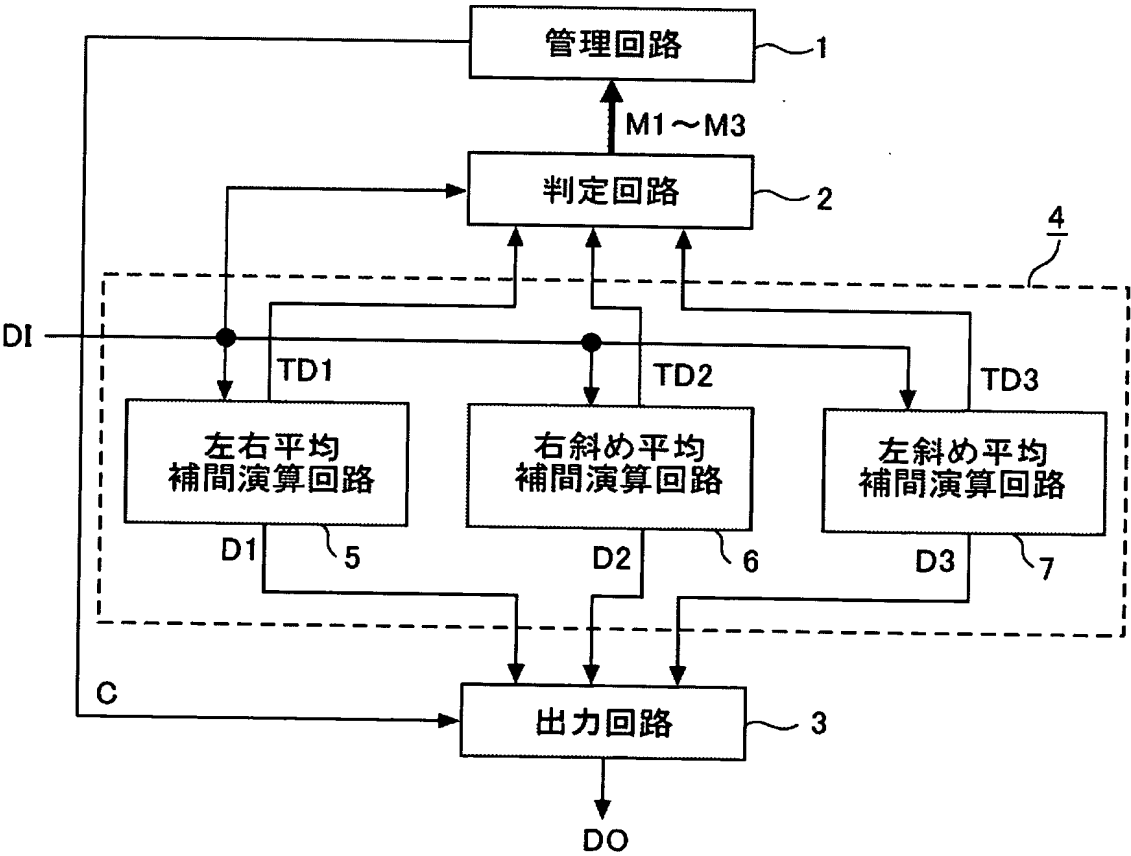 管理回路
1
M1～M3
判定回路
2
4
DI
TD1
TD2
TD3
左右平均
補間演算回路
右斜め平均
補間演算回路
左斜め平均
補間演算回路
D1
5
D2
6
D3
7
C
出力回路
3
DO